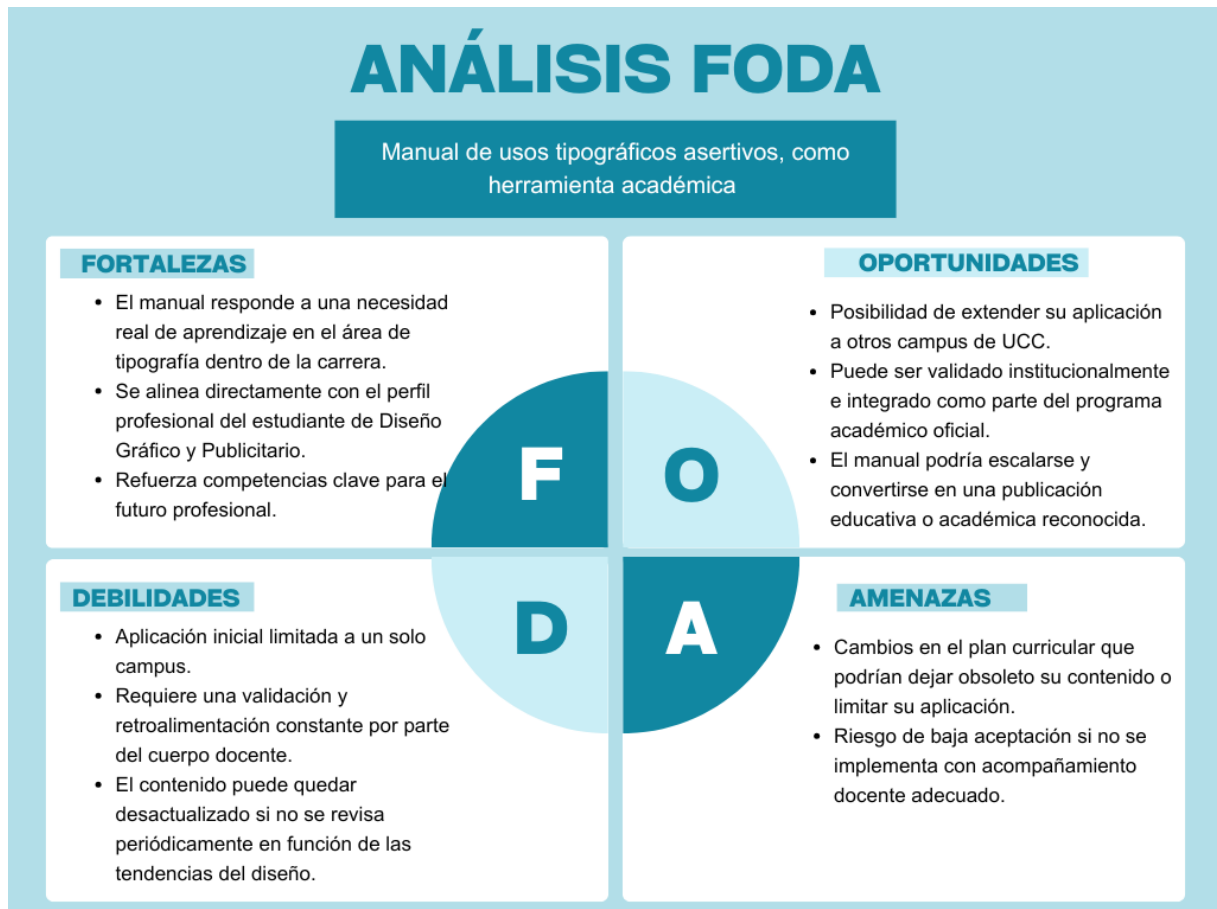 ANÁLISIS FODA
Manual de usos tipográficos asertivos, como
herramienta académica
FORTALEZAS
• El manual responde a una necesidad
real de aprendizaje en el área de
tipografía dentro de la carrera.
• Se alinea directamente con el perfil
profesional del estudiante de Diseño
Gráfico y Publicitario.
• Refuerza competencias clave para el
futuro profesional.
F
OPORTUNIDADES
• Posibilidad de extender su aplicación
a otros campus de UCC.
• Puede ser validado institucionalmente
e integrado como parte del programa
académico oficial.
• El manual podría escalarse y
convertirse en una publicación
educativa o académica reconocida.
O
DEBILIDADES
• Aplicación inicial limitada a un solo
campus.
• Requiere una validación y
retroalimentación constante por parte
del cuerpo docente.
• El contenido puede quedar
desactualizado si no se revisa
periódicamente en función de las
tendencias del diseño.
D
AMENAZAS
• Cambios en el plan curricular que
podrían dejar obsoleto su contenido o
limitar su aplicación.
• Riesgo de baja aceptación si no se
implementa con acompañamiento
docente adecuado.
A